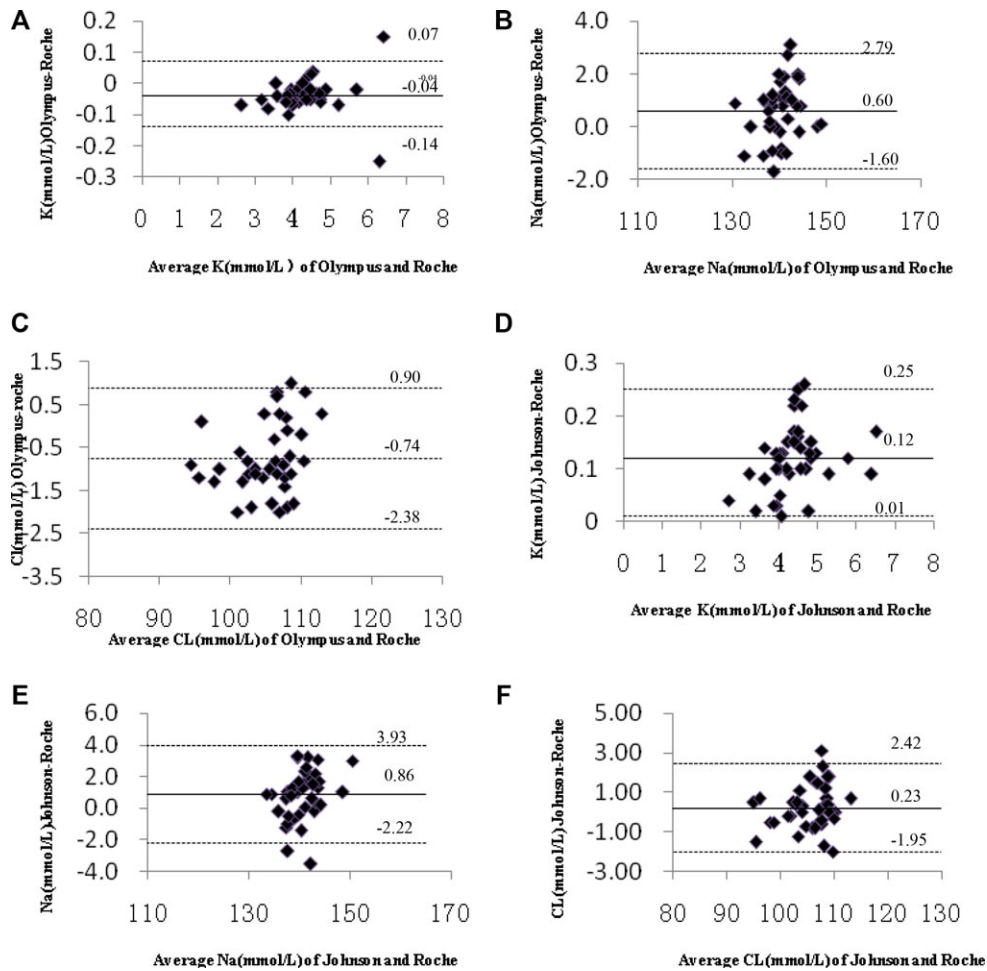 A
K(mmol/L)Olympus-Roche
0.2
0.1
0
-0.1
-0.2
-0.3
0.07
-0.04
-0.04
-0.14
0 1 2 3 4 5 6 7 8
Average K(mmol/L) of Olympus and Roche
B
Na(mmol/L)Olympus-Roche
4.0
2.0
0.0
-2.0
2.79
0.60
-1.60
110 130 150 170
Average Na(mmol/L) of Olympus and Roche
C
Cl(mmol/L) Olympus-roche
1.5
0.5
-0.5
-1.5
-2.5
-3.5
0.90
-0.74
-2.38
80 90 100 110 120 130
Average CL(mmol/L) of Olympus and Roche
D
K(mmol/L).Johnson-Roche
0.3
0.2
0.1
0
0.25
0.12
0.01
0 1 2 3 4 5 6 7 8
Average K(mmol/L) of Johnson and Roche
E
Na(mmol/L)Johnson-Roche
6.0
4.0
2.0
0.0
-2.0
-4.0
3.93
0.86
-2.22
110 130 150 170
Average Na(mmol/L) of Johnson and Roche
F
CL(mmol/L).Johnson-Roche
5.00
3.00
1.00
-1.00
-3.00
2.42
0.23
-1.95
80 90 100 110 120 130
Average CL(mmol/L) of Johnson and Roche